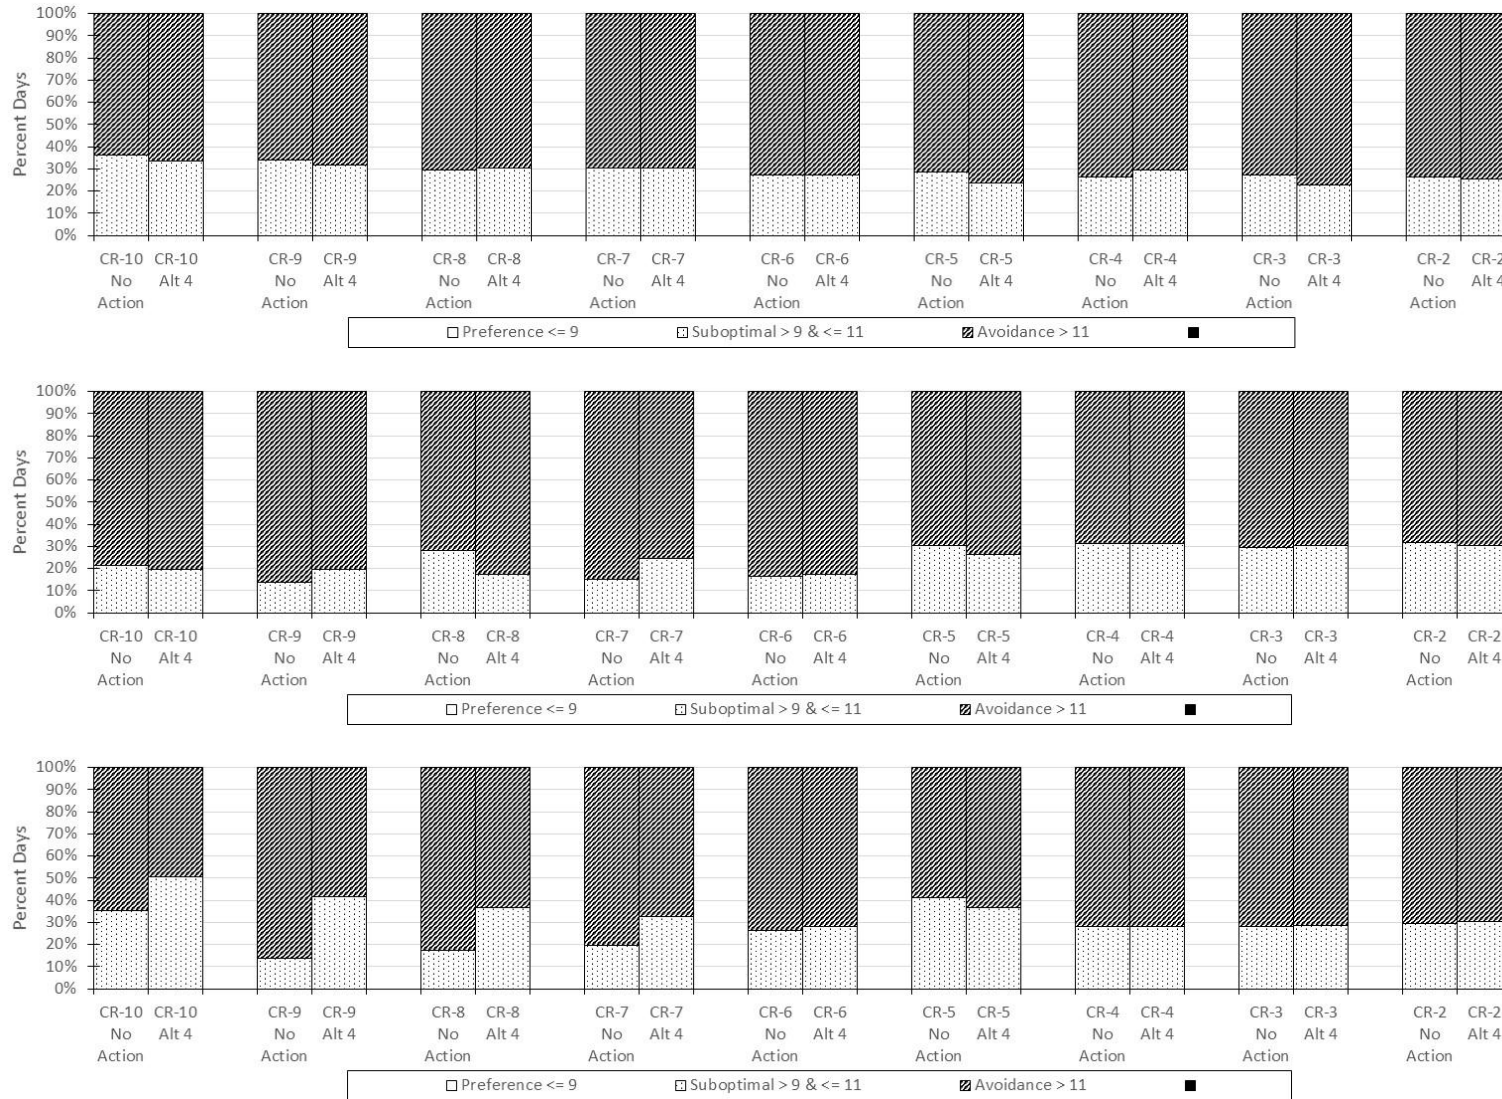 100%
90%
80%
70%
60%
50%
40%
30%
20%
10%
0%
Percent Days
CR-10 CR-10 CR-9 CR-9 CR-8 CR-8 CR-7 CR-7 CR-6 CR-6 CR-5 CR-5 CR-4 CR-4 CR-3 CR-3 CR-2 CR-2
No Alt 4 No Alt 4 No Alt 4 No Alt 4 No Alt 4 No Alt 4 No Alt 4 No Alt 4 No Alt 4
Action Action Action Action Action Action Action Action Action
Preference <= 9 Suboptimal > 9 & <= 11 Avoidance > 11
100%
90%
80%
70%
60%
50%
40%
30%
20%
10%
0%
Percent Days
CR-10 CR-10 CR-9 CR-9 CR-8 CR-8 CR-7 CR-7 CR-6 CR-6 CR-5 CR-5 CR-4 CR-4 CR-3 CR-3 CR-2 CR-2
No Alt 4 No Alt 4 No Alt 4 No Alt 4 No Alt 4 No Alt 4 No Alt 4 No Alt 4 No Alt 4
Action Action Action Action Action Action Action Action Action
Preference <= 9 Suboptimal > 9 & <= 11 Avoidance > 11
100%
90%
80%
70%
60%
50%
40%
30%
20%
10%
0%
Percent Days
CR-10 CR-10 CR-9 CR-9 CR-8 CR-8 CR-7 CR-7 CR-6 CR-6 CR-5 CR-5 CR-4 CR-4 CR-3 CR-3 CR-2 CR-2
No Alt 4 No Alt 4 No Alt 4 No Alt 4 No Alt 4 No Alt 4 No Alt 4 No Alt 4 No Alt 4
Action Action Action Action Action Action Action Action Action
Preference <= 9 Suboptimal > 9 & <= 11 Avoidance > 11